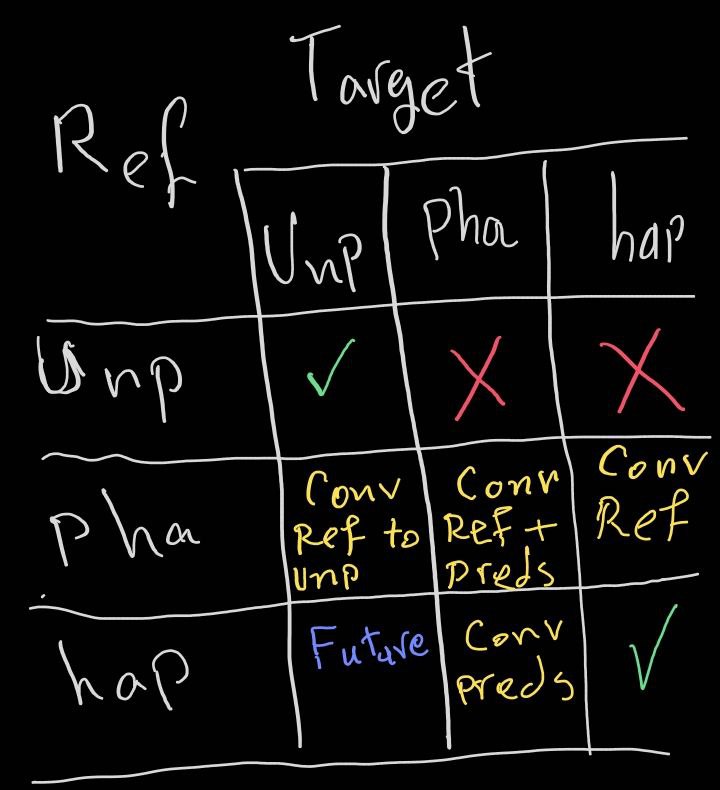 Target
Ref
Unp Pha hap
Unp ✓ X X
Pha Conv Ref to Unp Conv Ref + Preds Conv Ref
hap Future Conv preds ✓